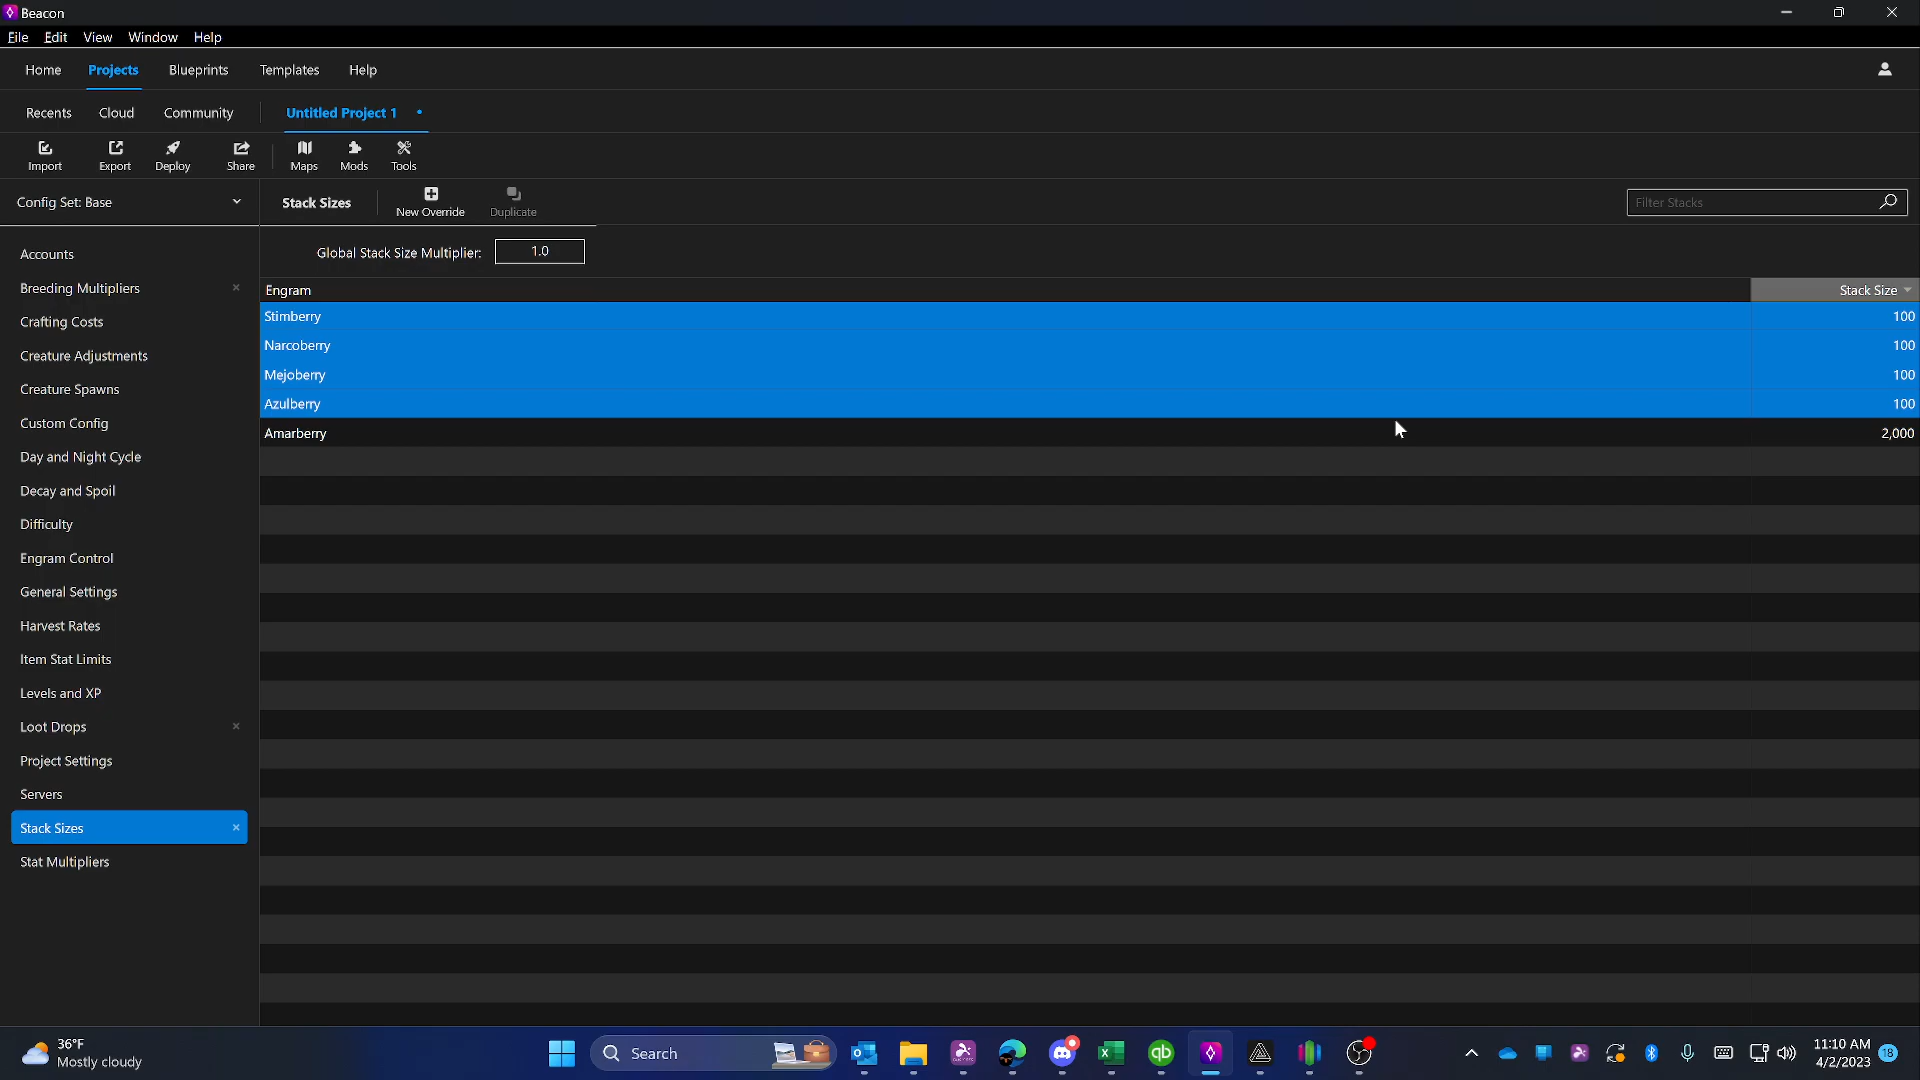 Beacon
File Edit View Window Help
Home Projects Blueprints Templates Help
Recents Cloud Community Untitled Project 1 •
Import Export Deploy Share Maps Mods Tools
Config Set: Base
Stack Sizes New Override Duplicate Filter Stacks
Global Stack Size Multiplier: 1.0
Engram Stack Size
Stimberry 100
Narcoberry 100
Mejoberry 100
Azulberry 100
Amarberry 2,000
Accounts
Breeding Multipliers
Crafting Costs
Creature Adjustments
Creature Spawns
Custom Config
Day and Night Cycle
Decay and Spoil
Difficulty
Engram Control
General Settings
Harvest Rates
Item Stat Limits
Levels and XP
Loot Drops
Project Settings
Servers
Stack Sizes
Stat Multipliers
36°F
Mostly cloudy
Search
qb
11:10 AM
4/2/2023
18